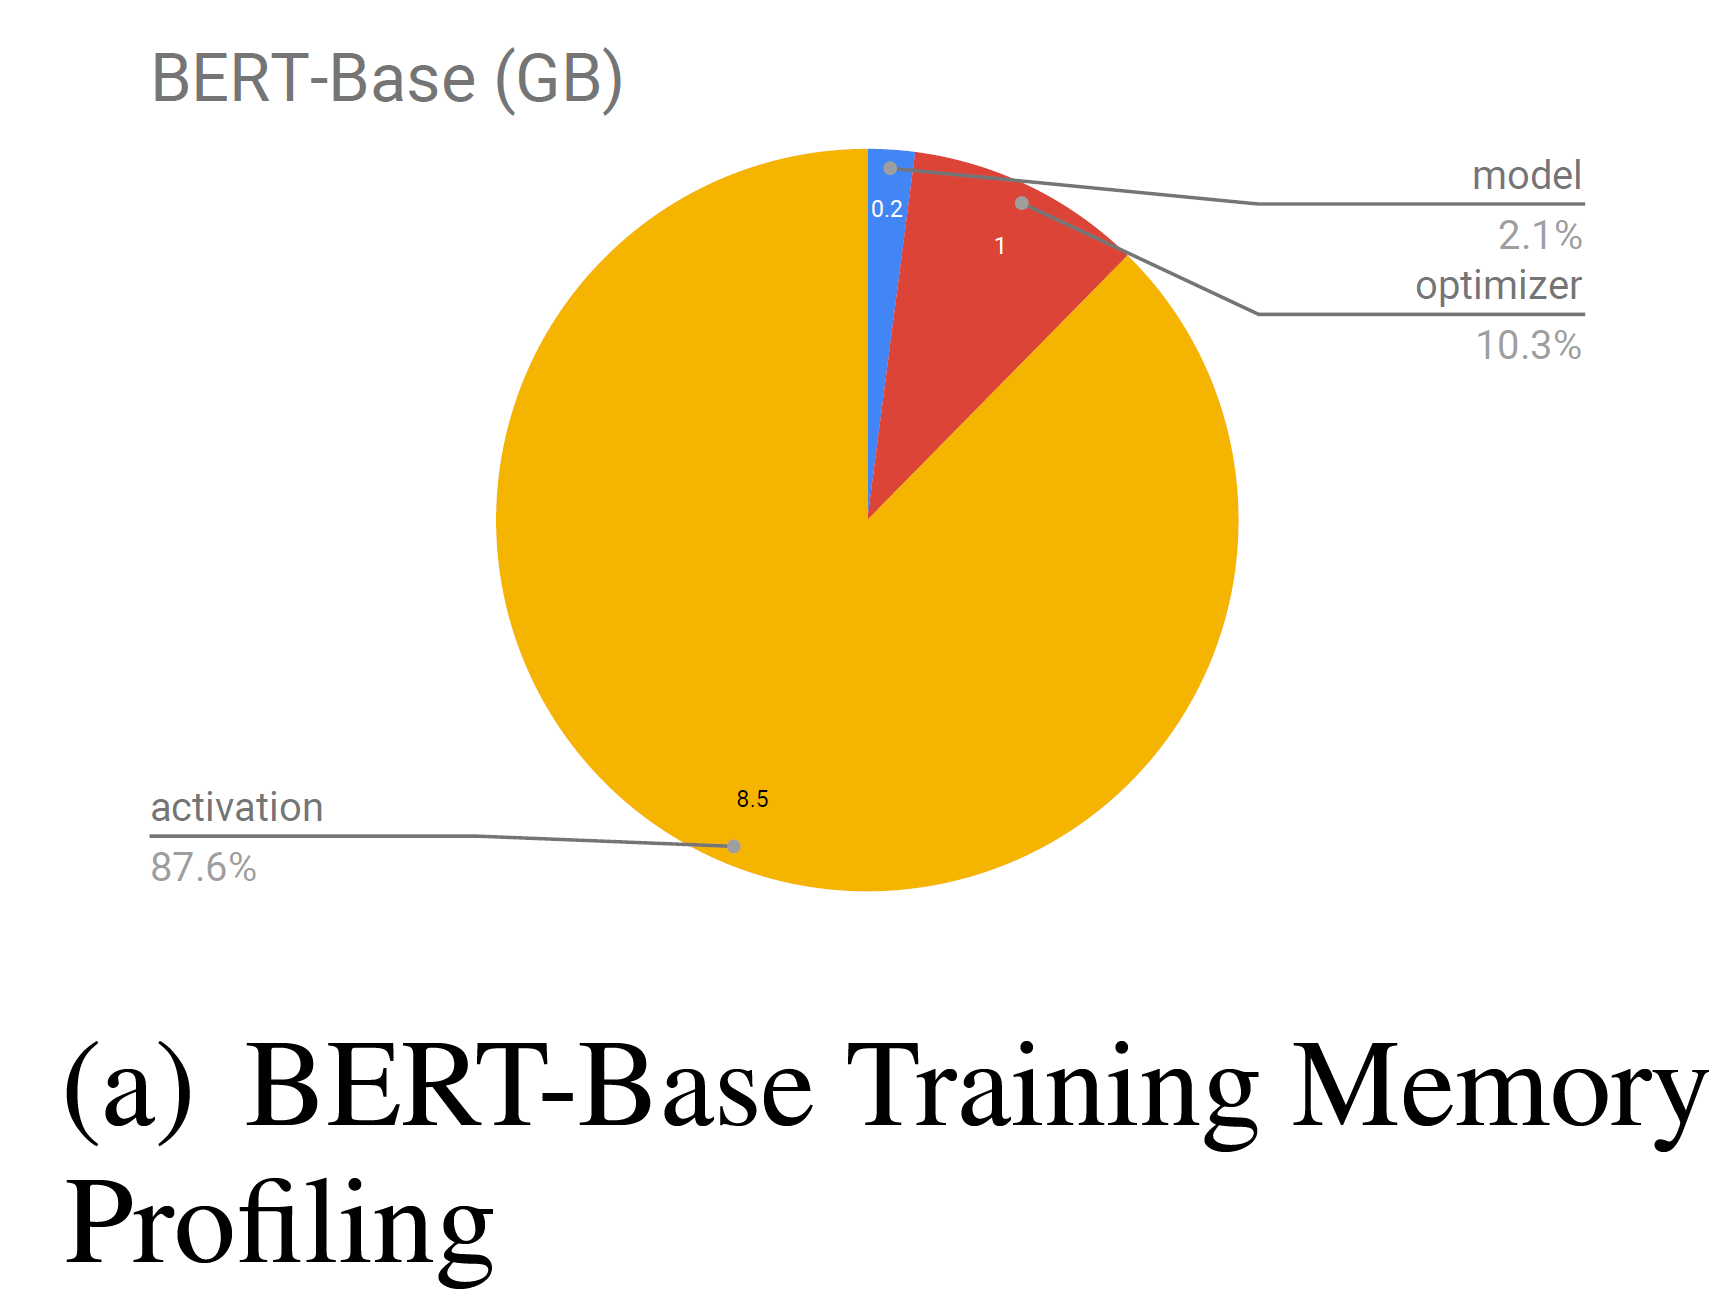 BERT-Base (GB)
model
2.1%
optimizer
10.3%
0.2
1
8.5
activation
87.6%
(a) BERT-Base Training Memory
Profiling